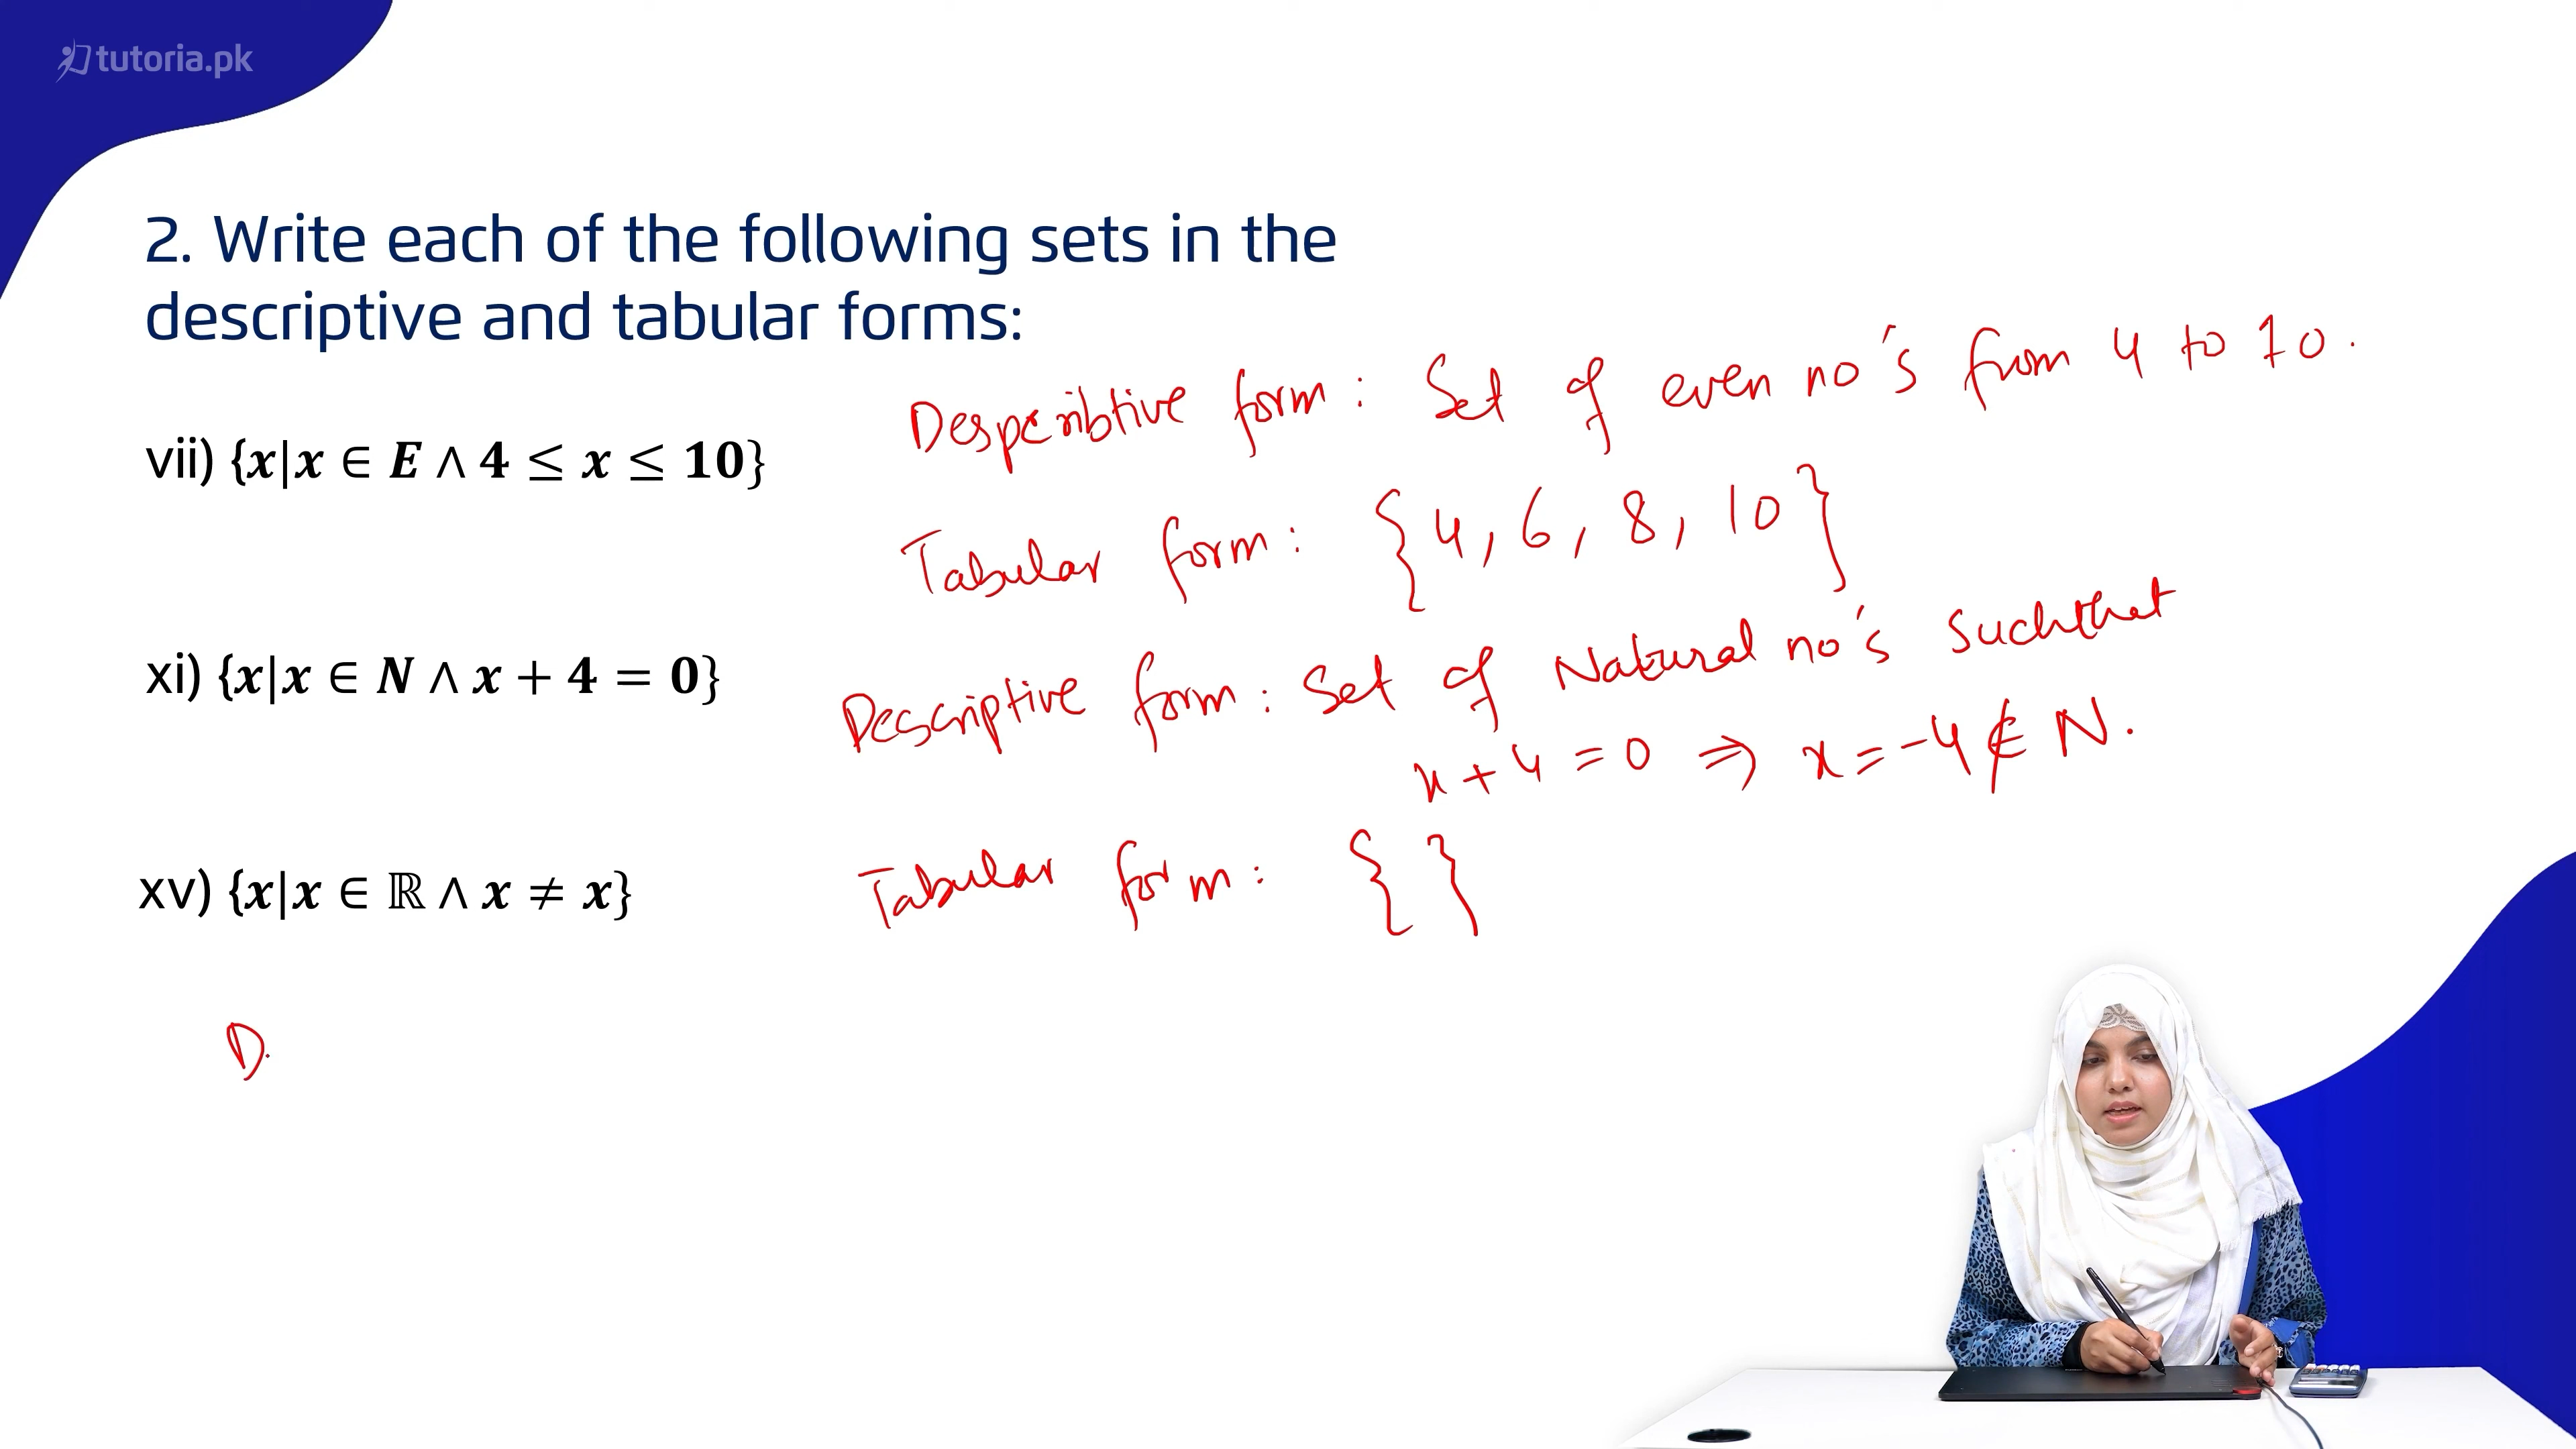 tutoria.pk
2. Write each of the following sets in the
descriptive and tabular forms:
Desperibtive form: Set of even no's from 4 to 10.
vii) {x|x ∈ E ∧ 4 ≤ x ≤ 10}
Tabular form: {4, 6, 8, 10}
xi) {x|x ∈ N ∧ x + 4 = 0}
Descriptive form: Set of Natural no's suchthat
x + 4 = 0 ⇒ x = -4 ∉ N.
xv) {x|x ∈ ℝ ∧ x ≠ x}
Tabular form: { }
D.